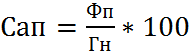 Сап = Фп/Гн * 100